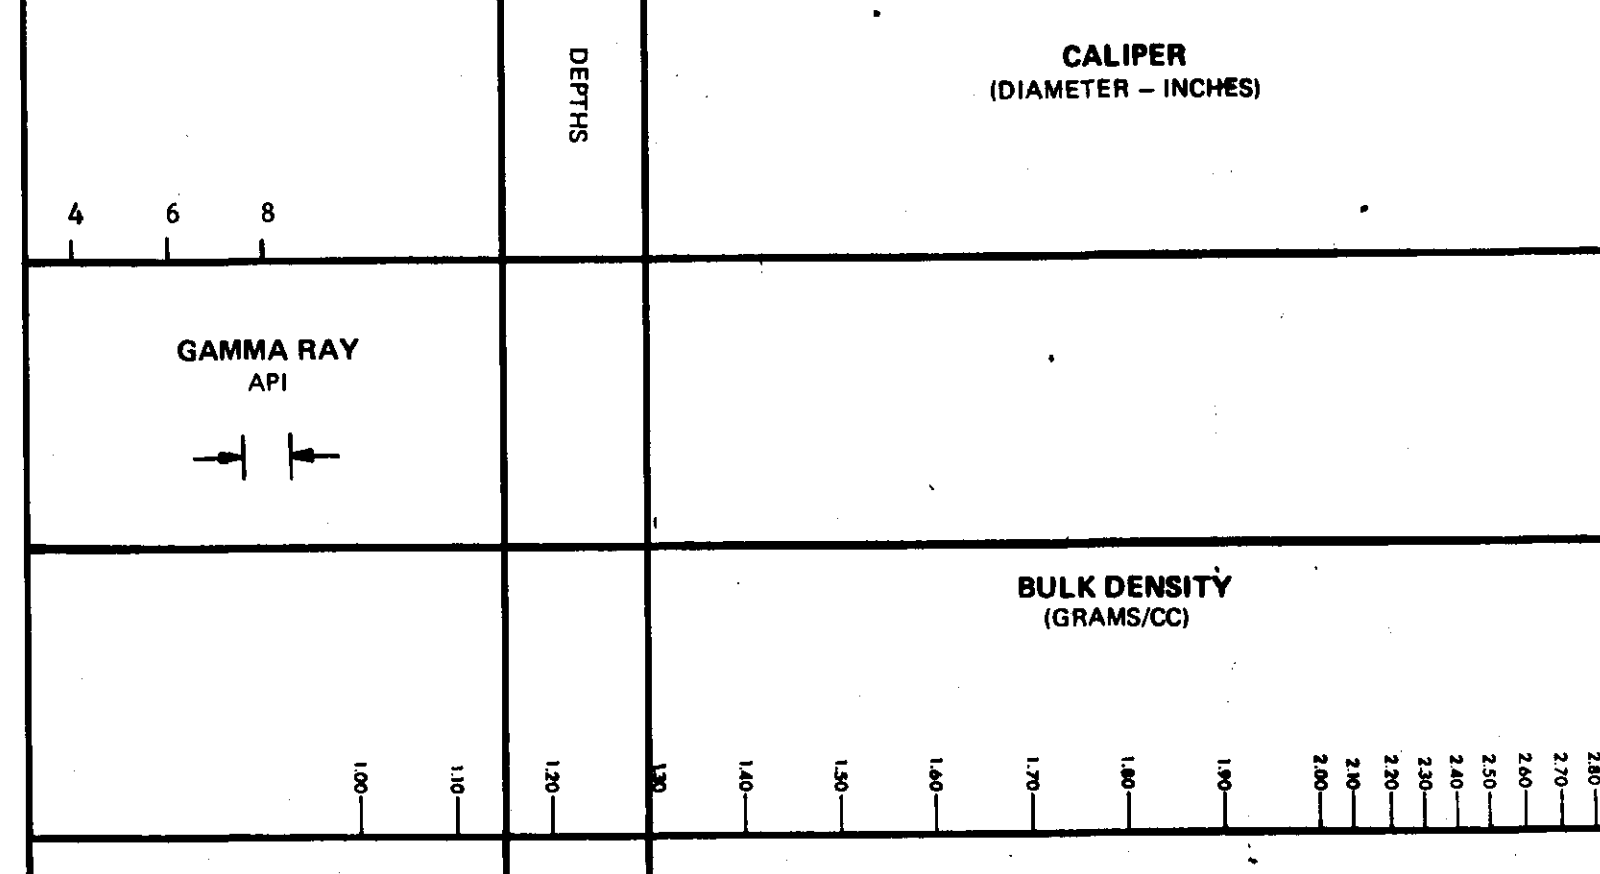 DEPTHS
CALIPER
(DIAMETER – INCHES)
4 6 8
GAMMA RAY
API
BULK DENSITY
(GRAMS/CC)
1.00 1.10 1.20 1.30 1.40 1.50 1.60 1.70 1.80 1.90 2.00 2.10 2.20 2.30 2.40 2.50 2.60 2.70 2.80